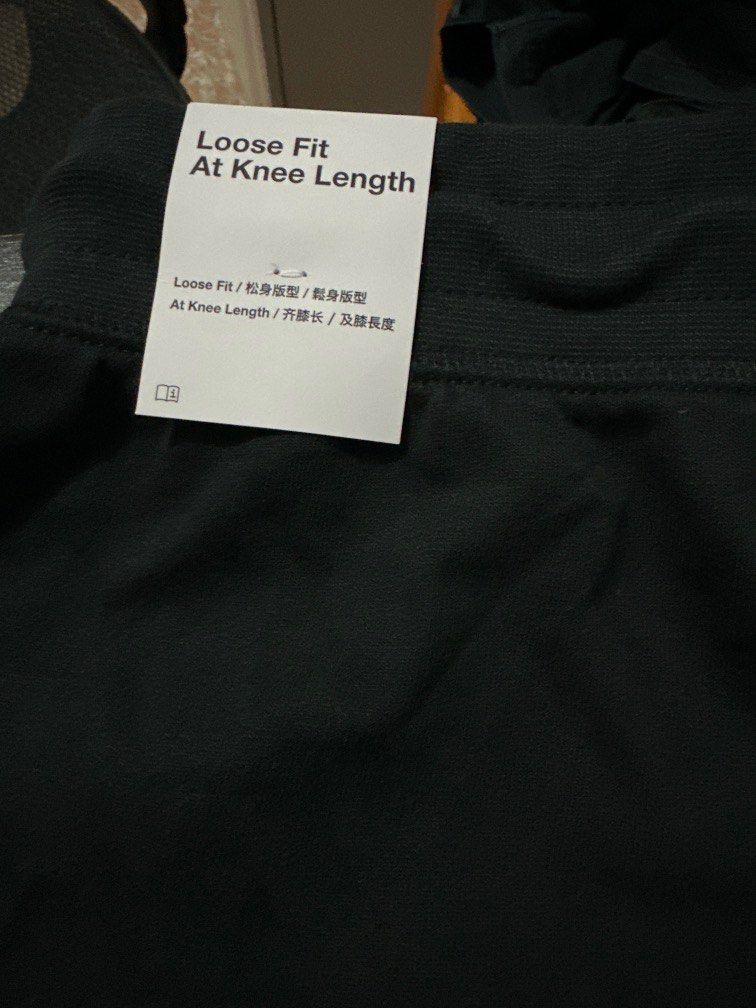 Loose Fit
At Knee Length
Loose Fit / 松身版型 / 鬆身版型
At Knee Length / 齐膝长 / 及膝長度
i